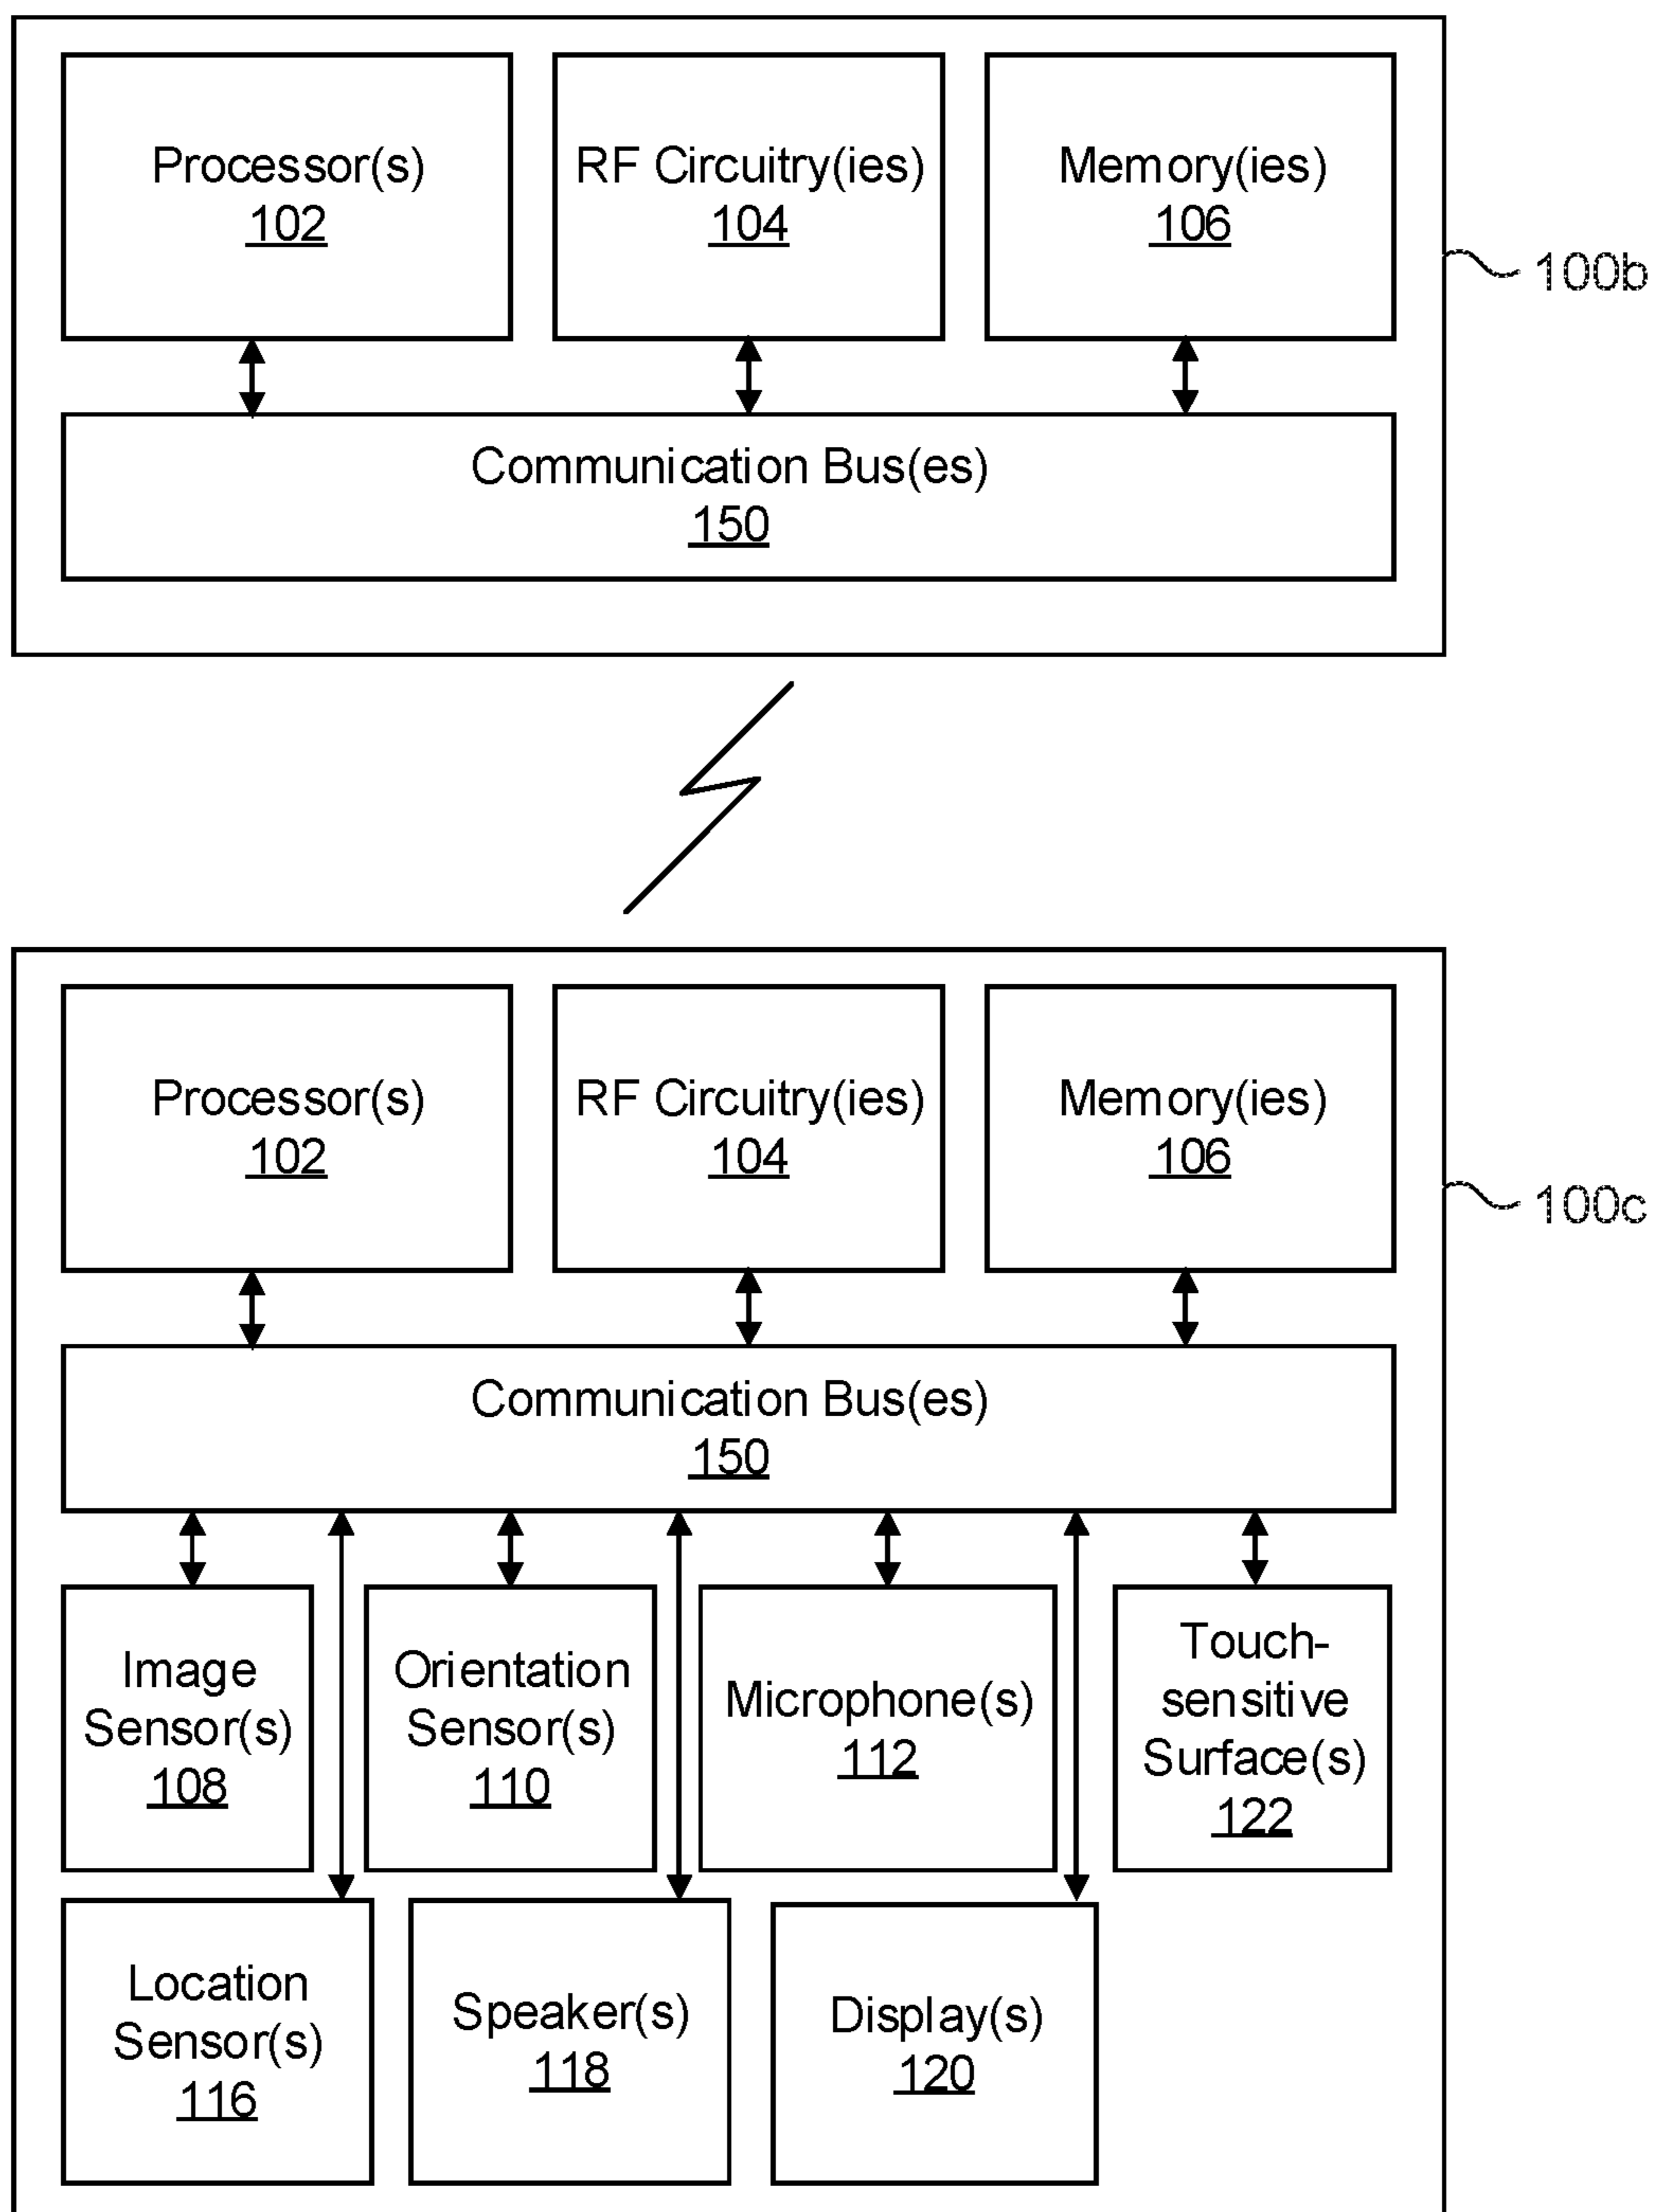 Processor(s)
102
RF Circuitry(ies)
104
Memory(ies)
106
100b
Communication Bus(es)
150
Processor(s)
102
RF Circuitry(ies)
104
Memory(ies)
106
100c
Communication Bus(es)
150
Image
Sensor(s)
108
Orientation
Sensor(s)
110
Microphone(s)
112
Touch-
sensitive
Surface(s)
122
Location
Sensor(s)
116
Speaker(s)
118
Display(s)
120